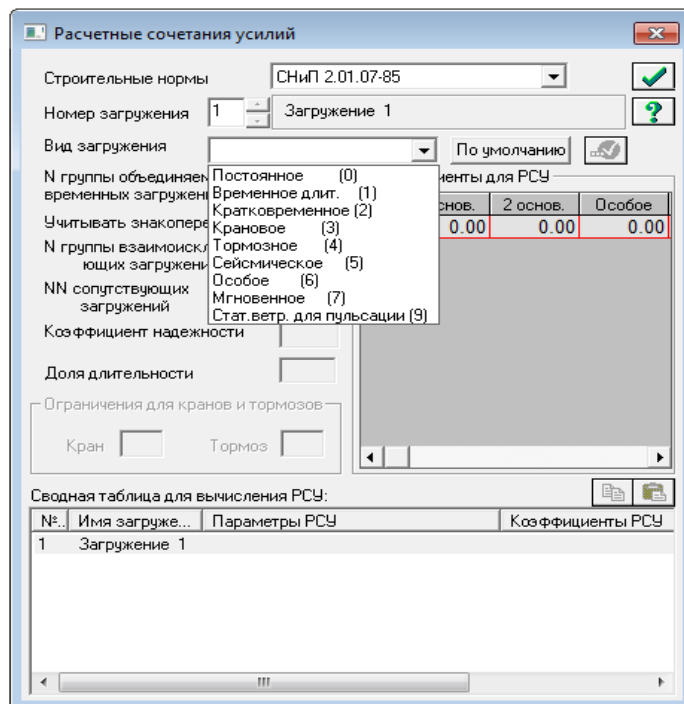 Расчетные сочетания усилий
Строительные нормы СНиП 2.01.07-85
Номер загружения 1 Загружение 1
Вид загружения По умолчанию
N группы объединяем
временных загружени
Учитывать знакопере
N группы взаимоискл
ющих загружени
NN сопутствующих
загружений
Коэффициент надежности
Доля длительности
Постоянное (0)
Временное длит. (1)
Кратковременное (2)
Крановое (3)
Тормозное (4)
Сейсмическое (5)
Особое (6)
Мгновенное (7)
Стат.ветр. для пульсации (9)
иенты для РСУ
снов. 2 основ. Особое
0.00 0.00 0.00
Ограничения для кранов и тормозов
Кран Тормоз
Сводная таблица для вычисления РСУ:
№.. Имя загруже... Параметры РСУ Коэффициенты РСУ
1 Загружение 1